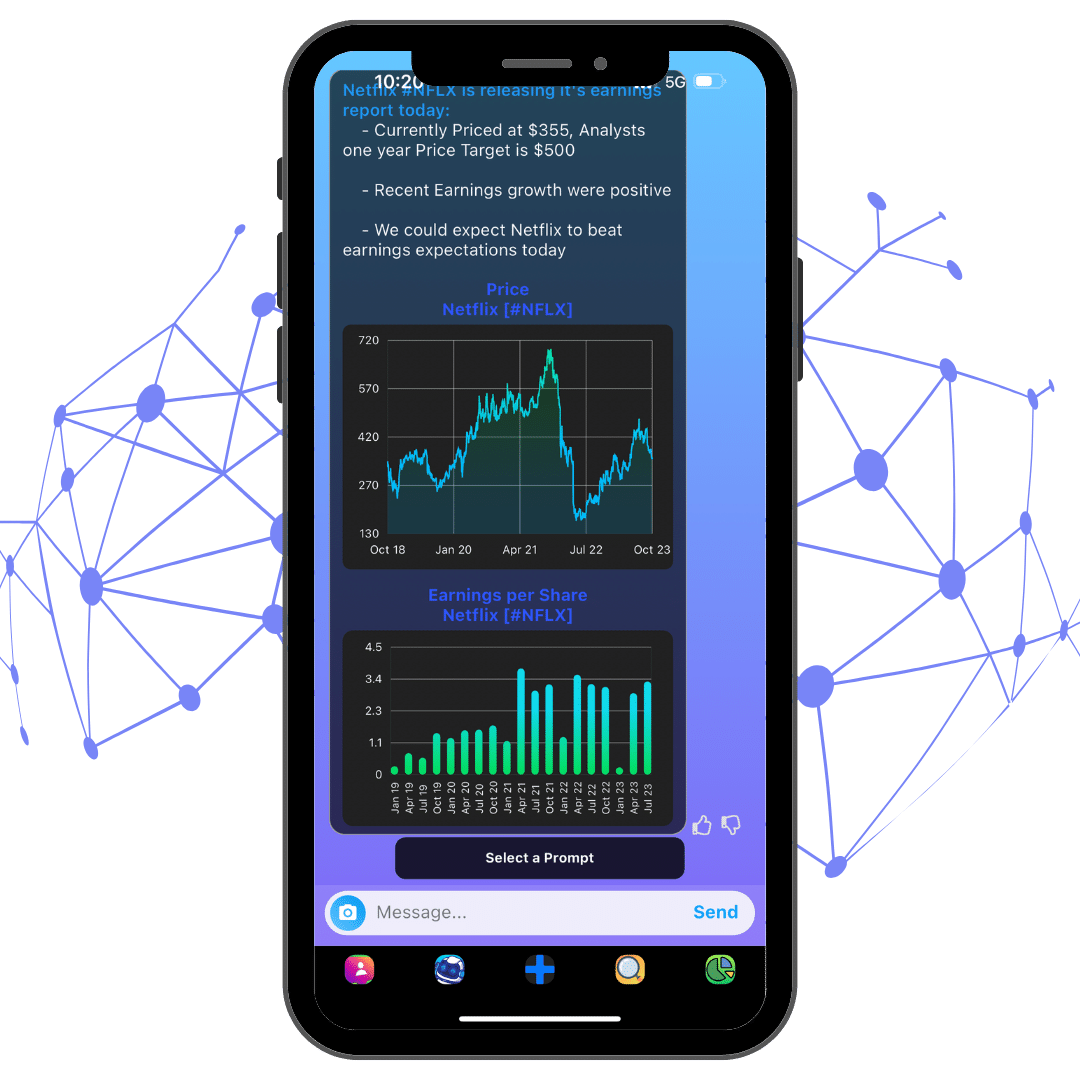 10:20
5G
Netflix #NFLX is releasing it's earnings
report today:
- Currently Priced at $355, Analysts
one year Price Target is $500
- Recent Earnings growth were positive
- We could expect Netflix to beat
earnings expectations today
Price
Netflix [#NFLX]
720
570
420
270
130
Oct 18 Jan 20 Apr 21 Jul 22 Oct 23
Earnings per Share
Netflix [#NFLX]
4.5
3.4
2.3
1.1
0
Jan 19
Apr 19
Jul 19
Oct 19
Jan 20
Apr 20
Jul 20
Oct 20
Jan 21
Apr 21
Jul 21
Oct 21
Jan 22
Apr 22
Jul 22
Oct 22
Jan 23
Apr 23
Jul 23
Select a Prompt
Message...
Send